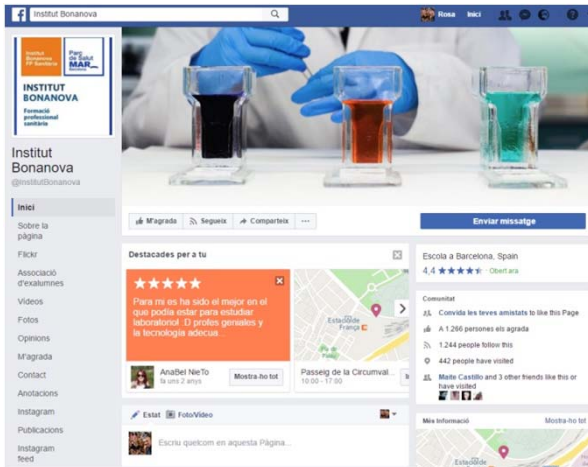 Institut Bonanova
Rosa Inici
Institut
Bonanova
FP Sanitària
Parc
de Salut
MAR
Barcelona
INSTITUT
BONANOVA
Formació
professional
sanitària
Institut
Bonanova
@InstitutBonanova
Inici
Sobre la
pàgina
Flickr
Associació
d'exalumnes
Vídeos
Fotos
Opinions
M'agrada
Contact
Anotacions
Instagram
Publicacions
Instagram
feed
M'agrada Segueix Comparteix ...
Enviar missatge
Destacades per a tu
Para mi es ha sido el mejor en el
que podía estar para estudiar
laboratorio! :D profes geniales y
la tecnología adecua...
AnaBel NieTo
fa uns 2 anys
Mostra-ho tot
Estació de
França
Passeig de la Circumval...
10:00 - 17:00
Estat Foto/Vídeo
Escriu quelcom en aquesta Pàgina...
Escola a Barcelona, Spain
4,4 · Obert ara
Comunitat
Convida les teves amistats to like this Page
A 1.266 persones els agrada
1.244 people follow this
442 people have visited
Maite Castillo and 3 other friends like this or
have visited
Més informació Mostra-ho tot
Estació de